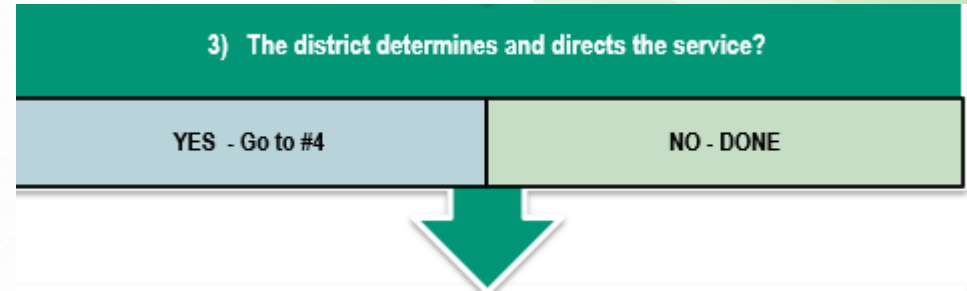 3) The district determines and directs the service?
YES - Go to #4
NO - DONE